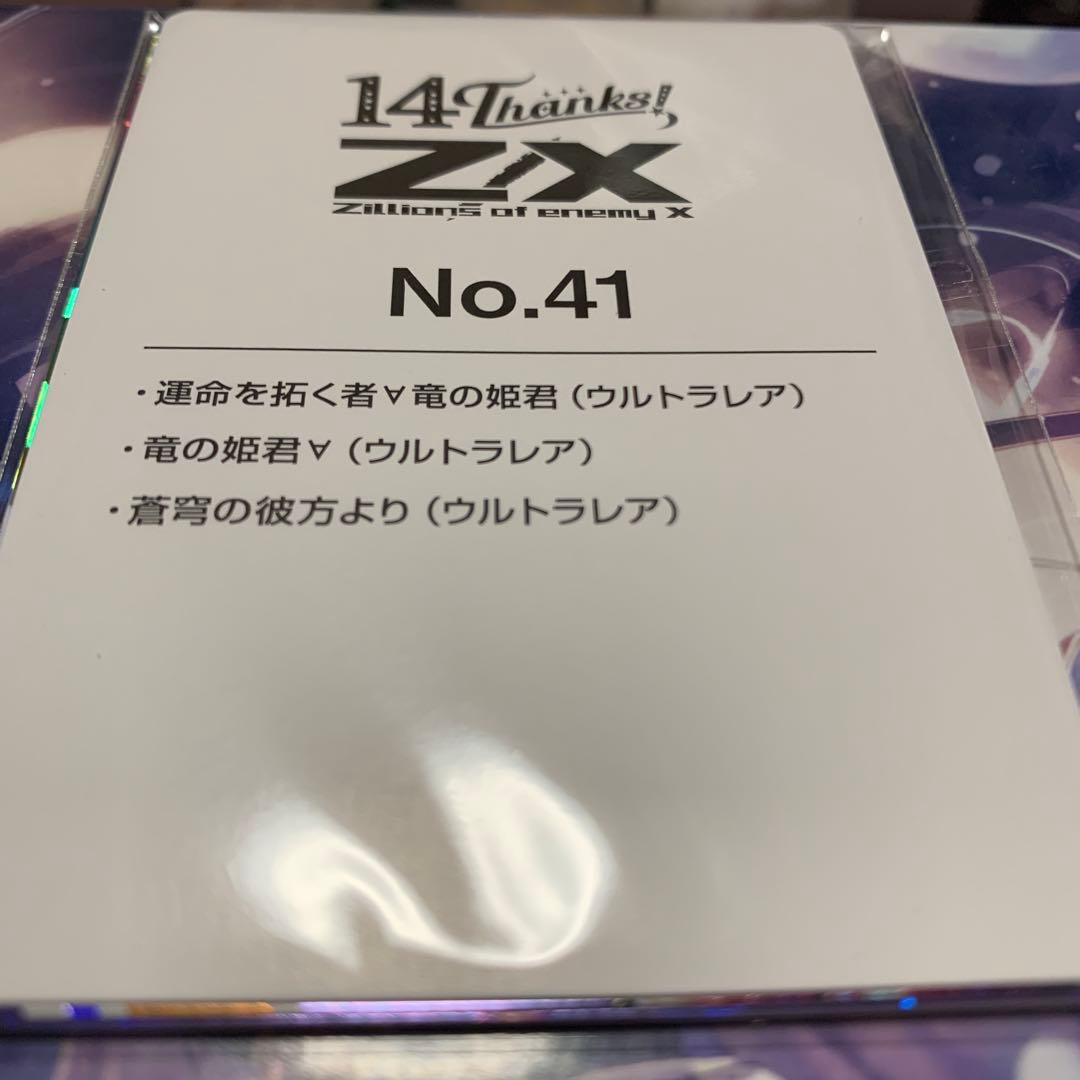 14 Thanks!
Z/X
Zillions of enemy X
No.41
・運命を拓く者∀竜の姫君(ウルトラレア)
・竜の姫君∀(ウルトラレア)
・蒼穹の彼方より(ウルトラレア)